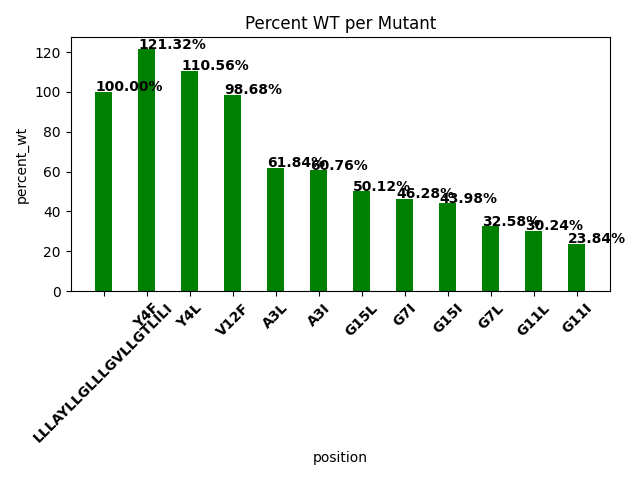 Percent WT per Mutant
percent_wt
120
100
80
60
40
20
0
100.00%
121.32%
110.56%
98.68%
61.84%
60.76%
50.12%
46.28%
43.98%
32.58%
30.24%
23.84%
LLLAYLLGLLLGVLLGTLILI
Y4F
Y4L
V12F
A3L
A3I
G15L
G7I
G15I
G7L
G11L
G11I
position